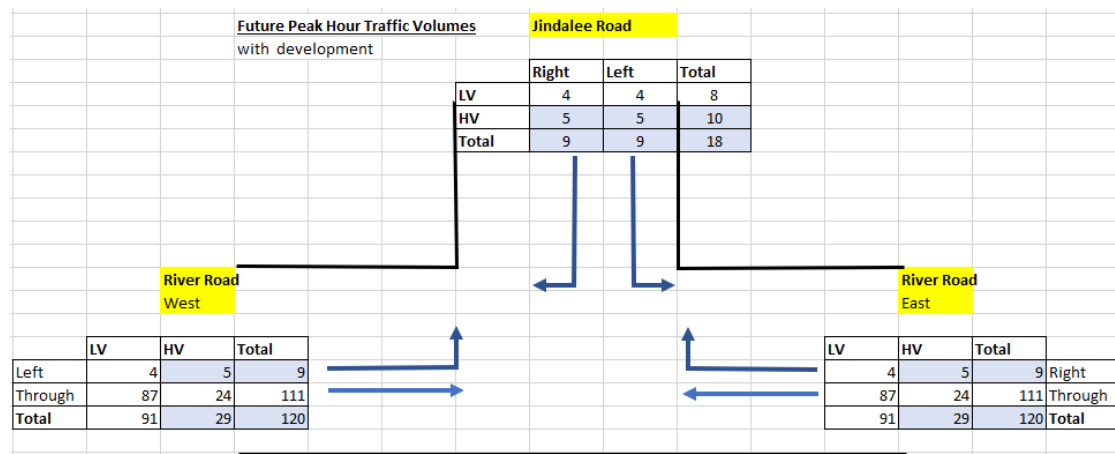 Future Peak Hour Traffic Volumes Jindalee Road
with development
Right Left Total
LV 4 4 8
HV 5 5 10
Total 9 9 18
River Road River Road
West East
LV HV Total LV HV Total
Left 4 5 9 4 5 9 Right
Through 87 24 111 87 24 111 Through
Total 91 29 120 91 29 120 Total